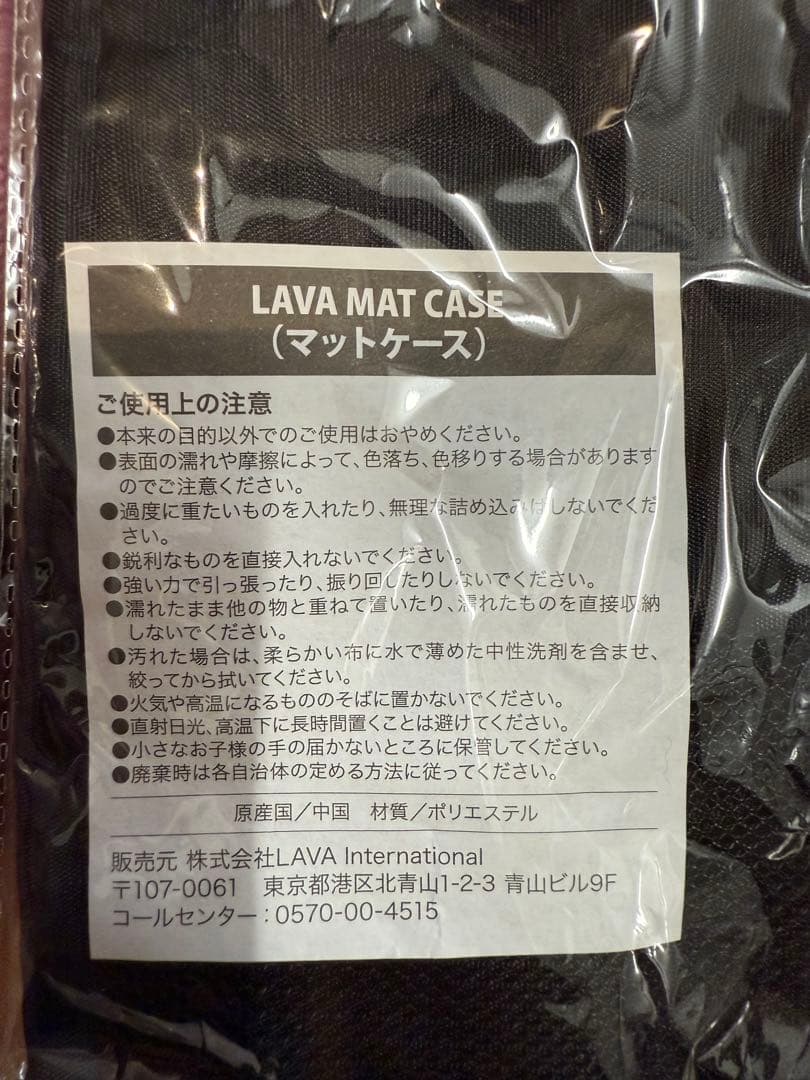 LAVA MAT CASE
（マットケース）
ご使用上の注意
●本来の目的以外でのご使用はおやめください。
●表面の濡れや摩擦によって、色落ち、色移りする場合があります
のでご注意ください。
●過度に重たいものを入れたり、無理な詰め込みはしないでくだ
さい。
●鋭利なものを直接入れないでください。
●強い力で引っ張ったり、振り回したりしないでください。
●濡れたまま他の物と重ねて置いたり、濡れたものを直接収納
しないでください。
●汚れた場合は、柔らかい布に水で薄めた中性洗剤を含ませ、
絞ってから拭いてください。
●火気や高温になるもののそばに置かないでください。
●直射日光、高温下に長時間置くことは避けてください。
●小さなお子様の手の届かないところに保管してください。
●廃棄時は各自治体の定める方法に従ってください。
原産国／中国　材質／ポリエステル
販売元 株式会社LAVA International
〒107-0061　東京都港区北青山1-2-3 青山ビル9F
コールセンター：0570-00-4515